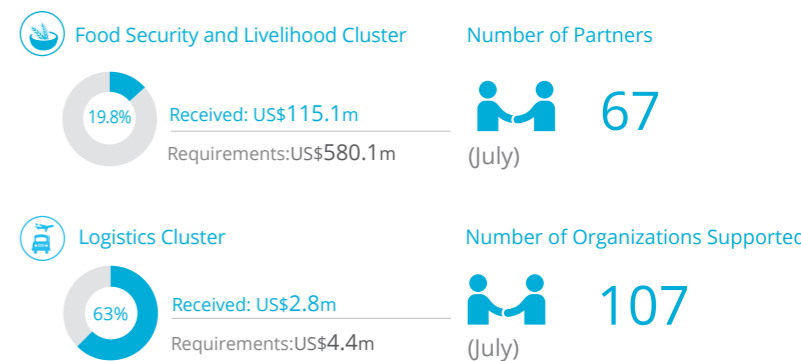 Food Security and Livelihood Cluster
Number of Partners
19.8%
Received: US$115.1m
Requirements:US$580.1m
67
(July)
Logistics Cluster
Number of Organizations Supported
63%
Received: US$2.8m
Requirements:US$4.4m
107
(July)